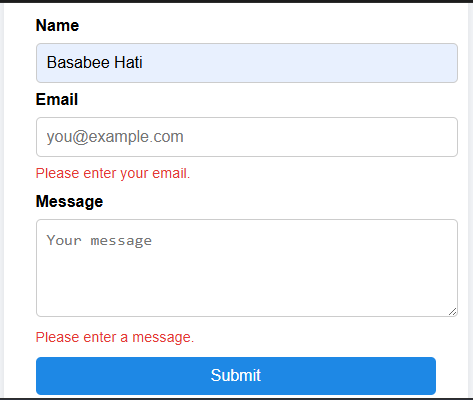 Name
Basabee Hati
Email
you@example.com
Please enter your email.
Message
Your message
Please enter a message.
Submit